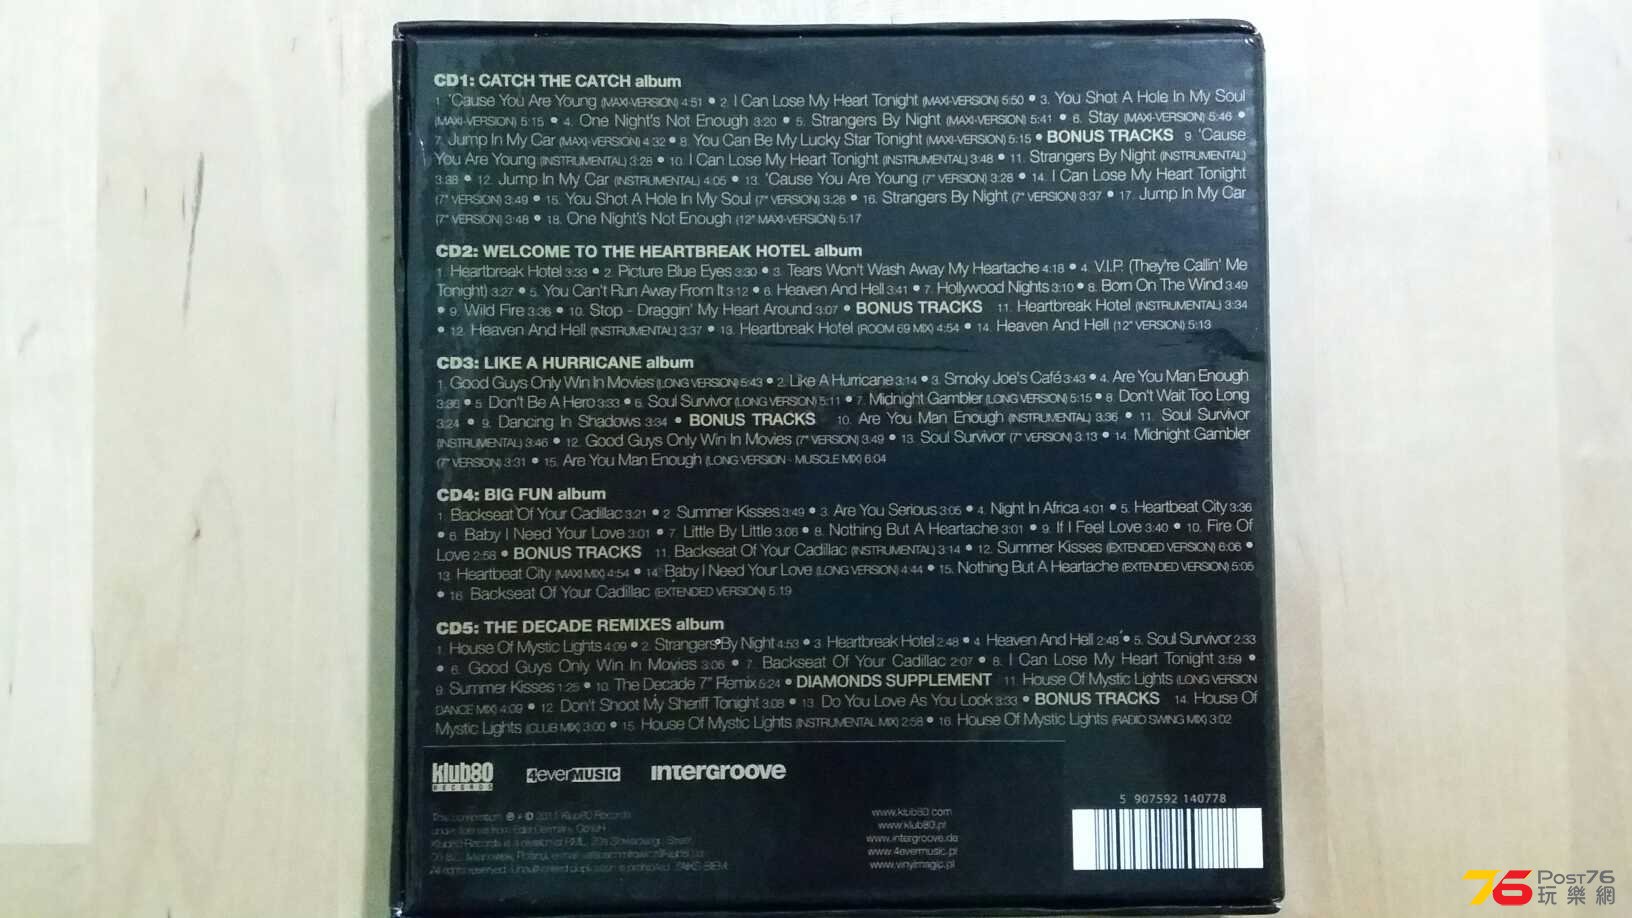 CD1: CATCH THE CATCH album
1. 'Cause You Are Young (MAXI-VERSION) 4:51 • 2. I Can Lose My Heart Tonight (MAXI-VERSION) 5:50 • 3. You Shot A Hole In My Soul
(MAXI-VERSION) 5:15 • 4. One Night's Not Enough 3:20 • 5. Strangers By Night (MAXI-VERSION) 5:41 • 6. Stay (MAXI-VERSION) 5:46 •
7. Jump In My Car (MAXI-VERSION) 4:32 • 8. You Can Be My Lucky Star Tonight (MAXI-VERSION) 5:15 • BONUS TRACKS 9. 'Cause
You Are Young (INSTRUMENTAL) 3:28 • 10. I Can Lose My Heart Tonight (INSTRUMENTAL) 3:48 • 11. Strangers By Night (INSTRUMENTAL)
3:38 • 12. Jump In My Car (INSTRUMENTAL) 4:05 • 13. 'Cause You Are Young (7" VERSION) 3:28 • 14. I Can Lose My Heart Tonight
(7" VERSION) 3:49 • 15. You Shot A Hole In My Soul (7" VERSION) 3:26 • 16. Strangers By Night (7" VERSION) 3:37 • 17. Jump In My Car
(7" VERSION) 3:48 • 18. One Night's Not Enough (12" MAXI-VERSION) 5:17
CD2: WELCOME TO THE HEARTBREAK HOTEL album
1. Heartbreak Hotel 3:33 • 2. Picture Blue Eyes 3:30 • 3. Tears Won't Wash Away My Heartache 4:18 • 4. V.I.P. (They're Callin' Me
Tonight) 3:27 • 5. You Can't Run Away From It 3:12 • 6. Heaven And Hell 3:41 • 7. Hollywood Nights 3:10 • 8. Born On The Wind 3:49
• 9. Wild Fire 3:36 • 10. Stop - Draggin' My Heart Around 3:07 • BONUS TRACKS 11. Heartbreak Hotel (INSTRUMENTAL) 3:34
• 12. Heaven And Hell (INSTRUMENTAL) 3:37 • 13. Heartbreak Hotel (ROOM 69 MIX) 4:54 • 14. Heaven And Hell (12" VERSION) 5:13
CD3: LIKE A HURRICANE album
1. Good Guys Only Win In Movies (LONG VERSION) 5:43 • 2. Like A Hurricane 3:14 • 3. Smoky Joe's Café 3:43 • 4. Are You Man Enough
3:36 • 5. Don't Be A Hero 3:33 • 6. Soul Survivor (LONG VERSION) 5:11 • 7. Midnight Gambler (LONG VERSION) 5:15 • 8. Don't Wait Too Long
3:24 • 9. Dancing In Shadows 3:34 • BONUS TRACKS 10. Are You Man Enough (INSTRUMENTAL) 3:36 • 11. Soul Survivor
(INSTRUMENTAL) 3:46 • 12. Good Guys Only Win In Movies (7" VERSION) 3:49 • 13. Soul Survivor (7" VERSION) 3:13 • 14. Midnight Gambler
(7" VERSION) 3:31 • 15. Are You Man Enough (LONG VERSION - MUSCLE MIX) 6:04
CD4: BIG FUN album
1. Backseat Of Your Cadillac 3:21 • 2. Summer Kisses 3:49 • 3. Are You Serious 3:05 • 4. Night In Africa 4:01 • 5. Heartbeat City 3:36
• 6. Baby I Need Your Love 3:01 • 7. Little By Little 3:06 • 8. Nothing But A Heartache 3:01 • 9. If I Feel Love 3:40 • 10. Fire Of
Love 2:58 • BONUS TRACKS 11. Backseat Of Your Cadillac (INSTRUMENTAL) 3:14 • 12. Summer Kisses (EXTENDED VERSION) 6:06 •
13. Heartbeat City (MAXI MIX) 4:54 • 14. Baby I Need Your Love (LONG VERSION) 4:44 • 15. Nothing But A Heartache (EXTENDED VERSION) 5:05
• 16. Backseat Of Your Cadillac (EXTENDED VERSION) 5:19
CD5: THE DECADE REMIXES album
1. House Of Mystic Lights 4:09 • 2. Strangers By Night 4:53 • 3. Heartbreak Hotel 2:48 • 4. Heaven And Hell 2:48 • 5. Soul Survivor 2:33
• 6. Good Guys Only Win In Movies 3:06 • 7. Backseat Of Your Cadillac 2:07 • 8. I Can Lose My Heart Tonight 3:59 •
9. Summer Kisses 1:25 • 10. The Decade 7" Remix 5:24 • DIAMONDS SUPPLEMENT 11. House Of Mystic Lights (LONG VERSION
DANCE MIX) 4:09 • 12. Don't Shoot My Sheriff Tonight 3:08 • 13. Do You Love As You Look 3:33 • BONUS TRACKS 14. House Of
Mystic Lights (CLUB MIX) 3:00 • 15. House Of Mystic Lights (INSTRUMENTAL MIX) 2:58 • 16. House Of Mystic Lights (RADIO SWING MIX) 3:02
klub80 RECORDS
4everMUSIC
intergroove
5 907592 140778
This compilation ℗ + © 2011 Klub80 Records
under license from Edel Germany GmbH
Klub80 Records is a division of
All rights reserved. Unauthorized duplication is prohibited.
www.klub80.com
www.klub80.pl
www.intergroove.de
www.4evermusic.pl
www.vinylmagic.pl
76 POST76
玩樂網